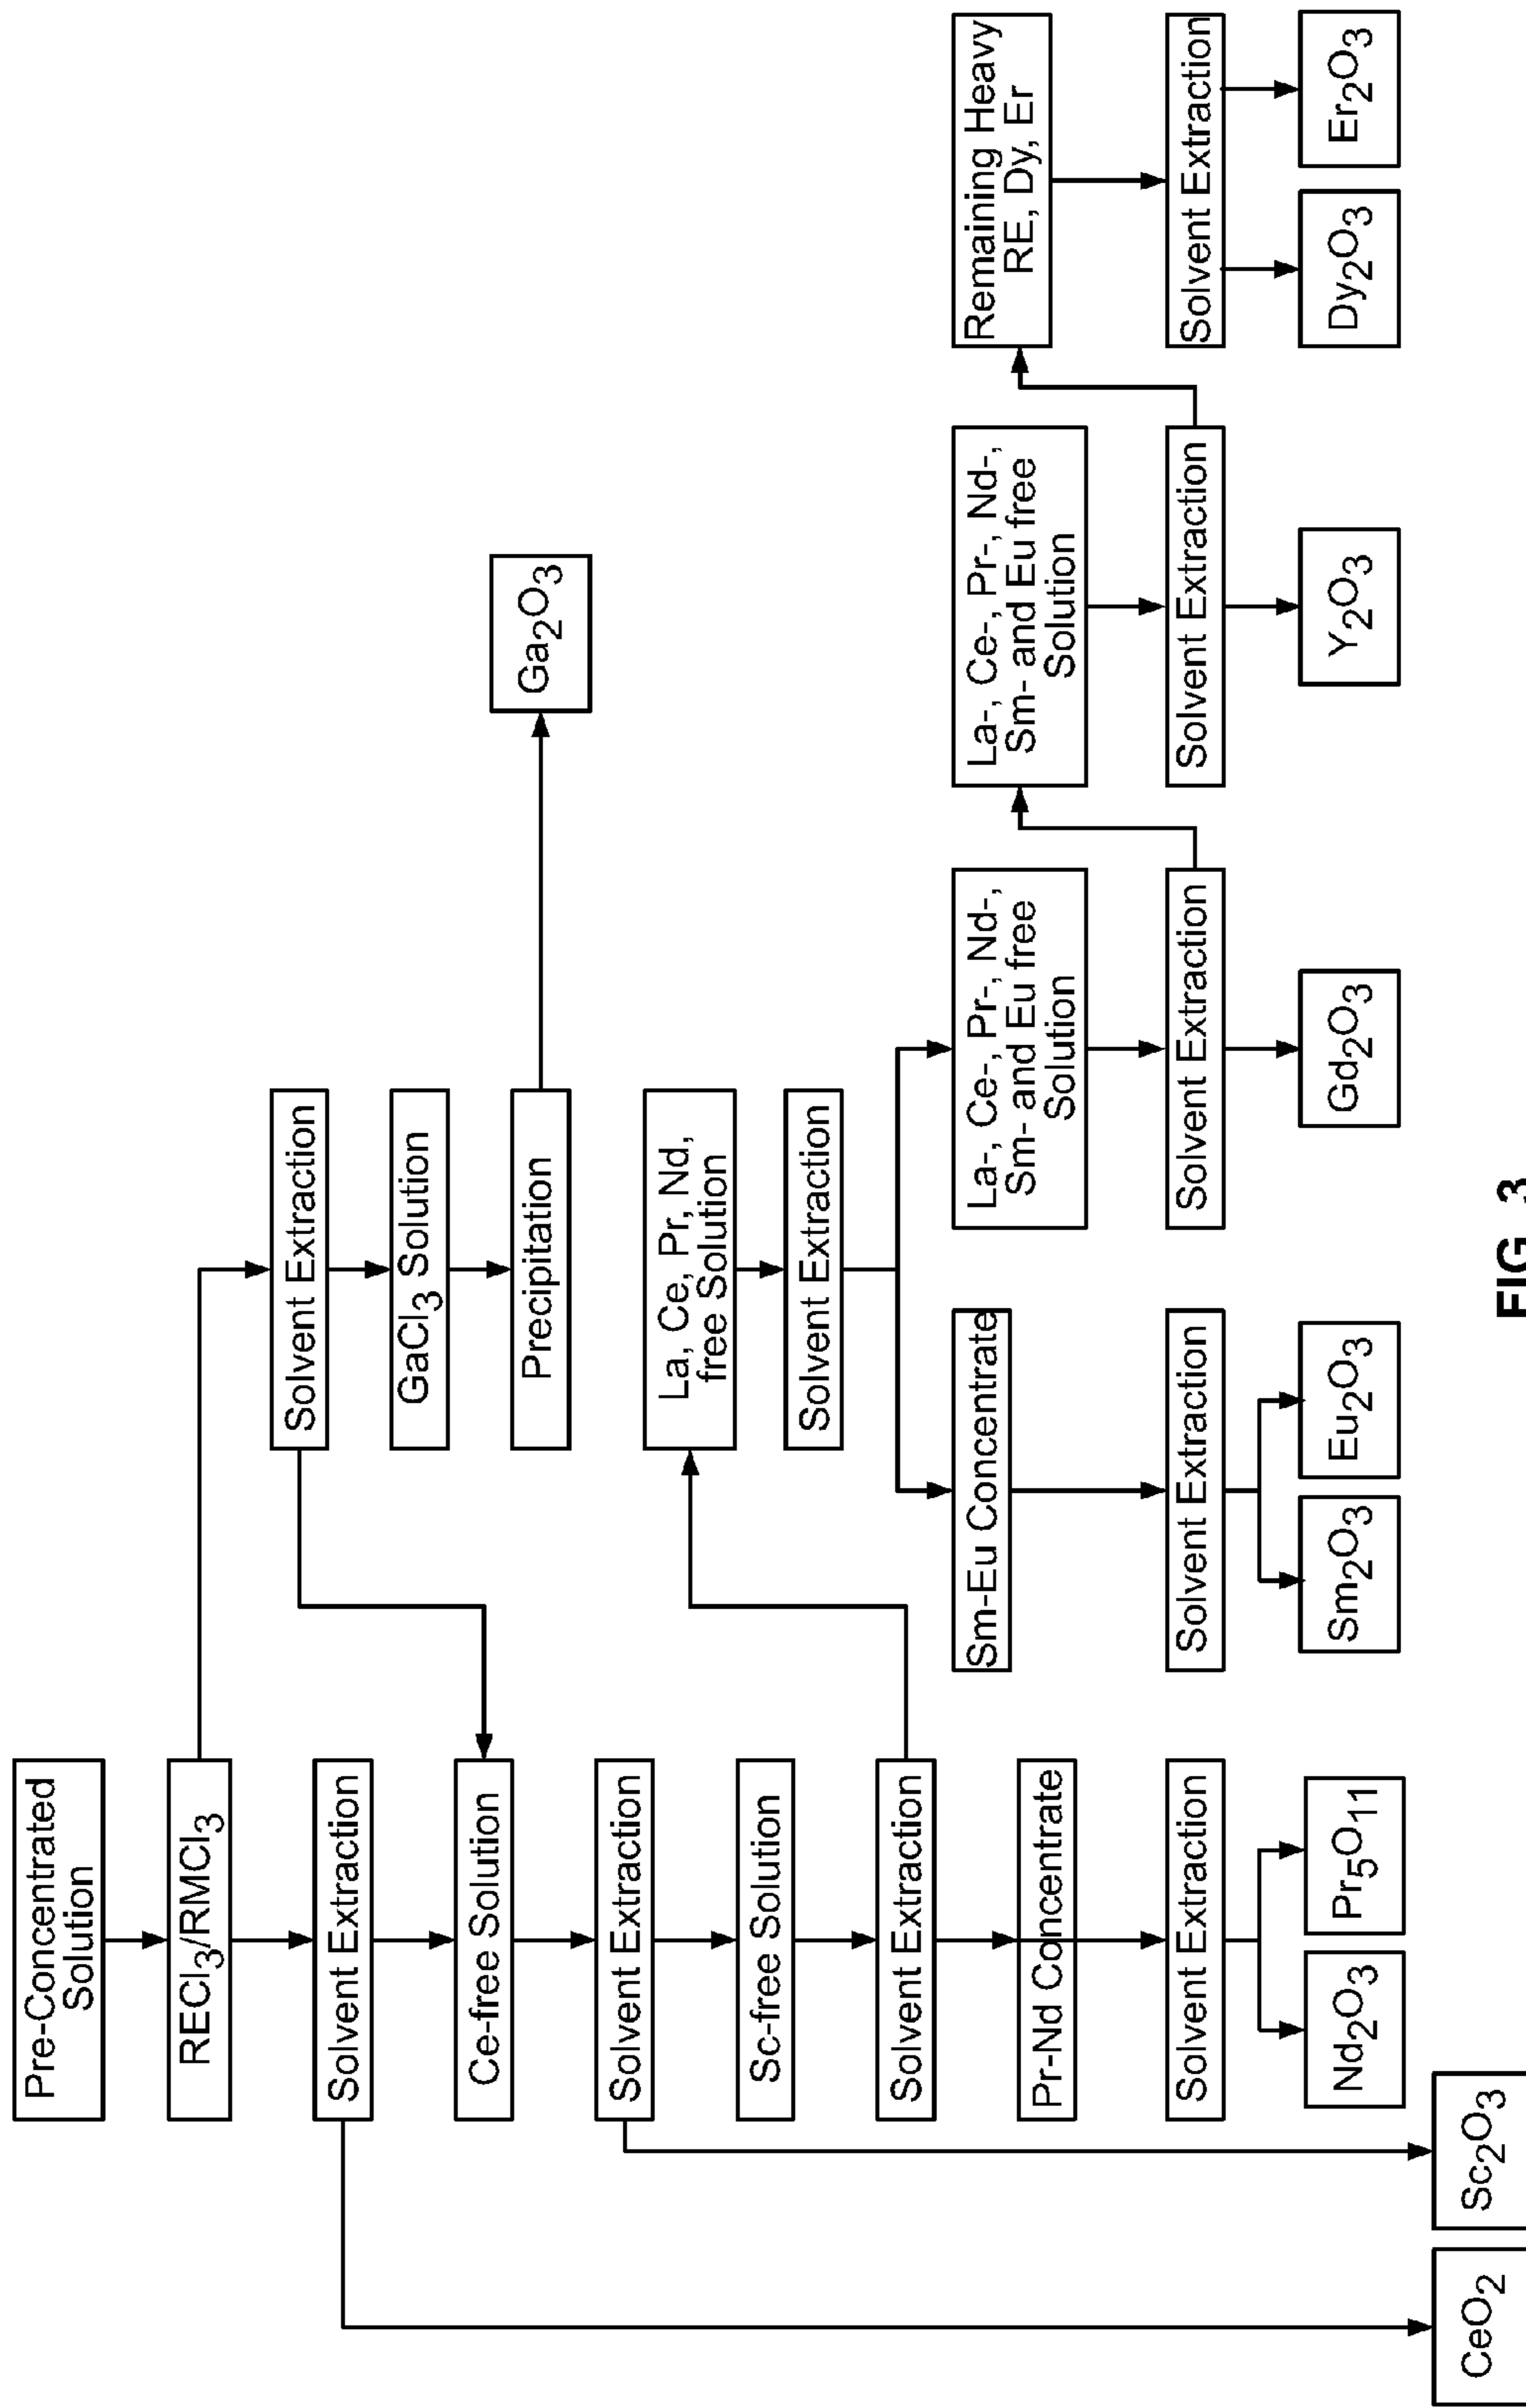 Pre-Concentrated
Solution
RECl3/RMCl3
Solvent Extraction
Ce-free Solution
Solvent Extraction
Sc-free Solution
Solvent Extraction
Pr-Nd Concentrate
Solvent Extraction
Nd2O3
Pr5O11
CeO2
Sc2O3
Solvent Extraction
GaCl3 Solution
Precipitation
Ga2O3
La, Ce, Pr, Nd,
free Solution
Solvent Extraction
Sm-Eu Concentrate
Solvent Extraction
Sm2O3
Eu2O3
La-, Ce-, Pr-, Nd-,
Sm- and Eu free
Solution
Solvent Extraction
Gd2O3
La-, Ce-, Pr-, Nd-,
Sm- and Eu free
Solution
Solvent Extraction
Y2O3
Remaining Heavy
RE, Dy, Er
Solvent Extraction
Dy2O3
Er2O3
FIG. 3